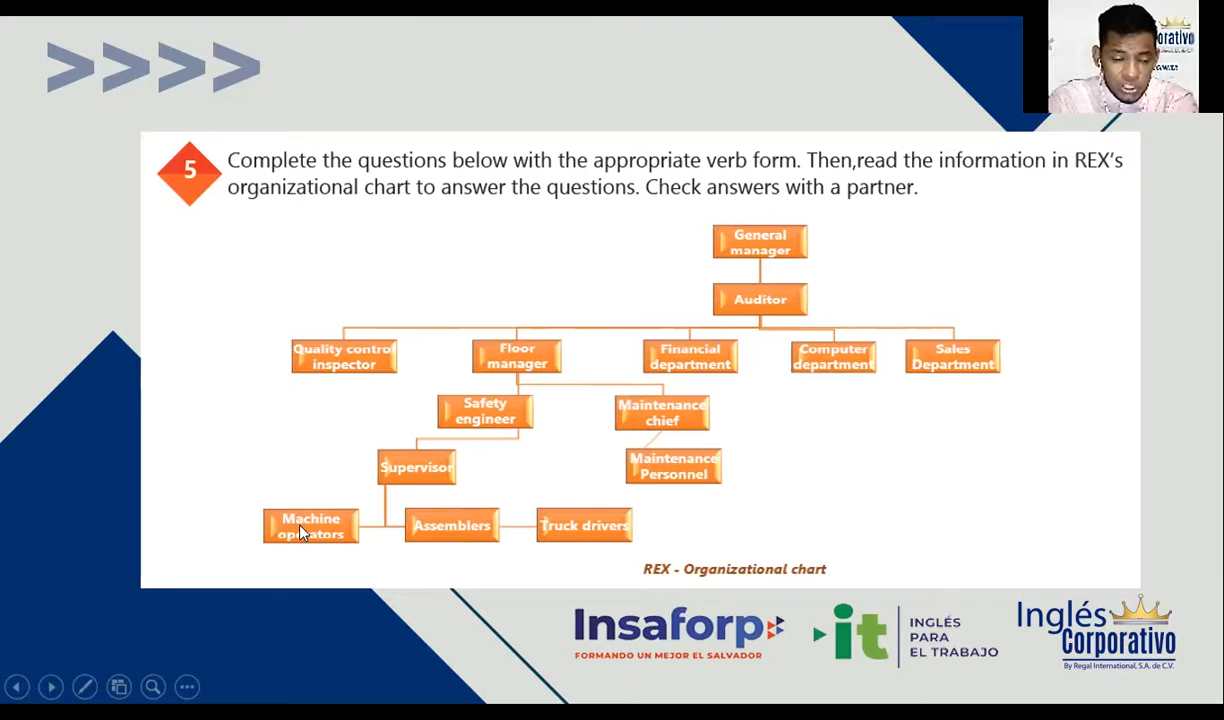 orativo
5
Complete the questions below with the appropriate verb form. Then,read the information in REX's
organizational chart to answer the questions. Check answers with a partner.
General
manager
Auditor
Quality contro
inspector
Floor
manager
Financial
department
Computer
department
Sales
Department
Safety
engineer
Maintenance
chief
Supervisor
Maintenance
Personnel
Machine
operators
Assemblers
Truck drivers
REX - Organizational chart
Insaforp
FORMANDO UN MEJOR EL SALVADOR
it
INGLÉS
PARA
EL TRABAJO
Inglés
Corporativo
By Regal International, S.A. de C.V.